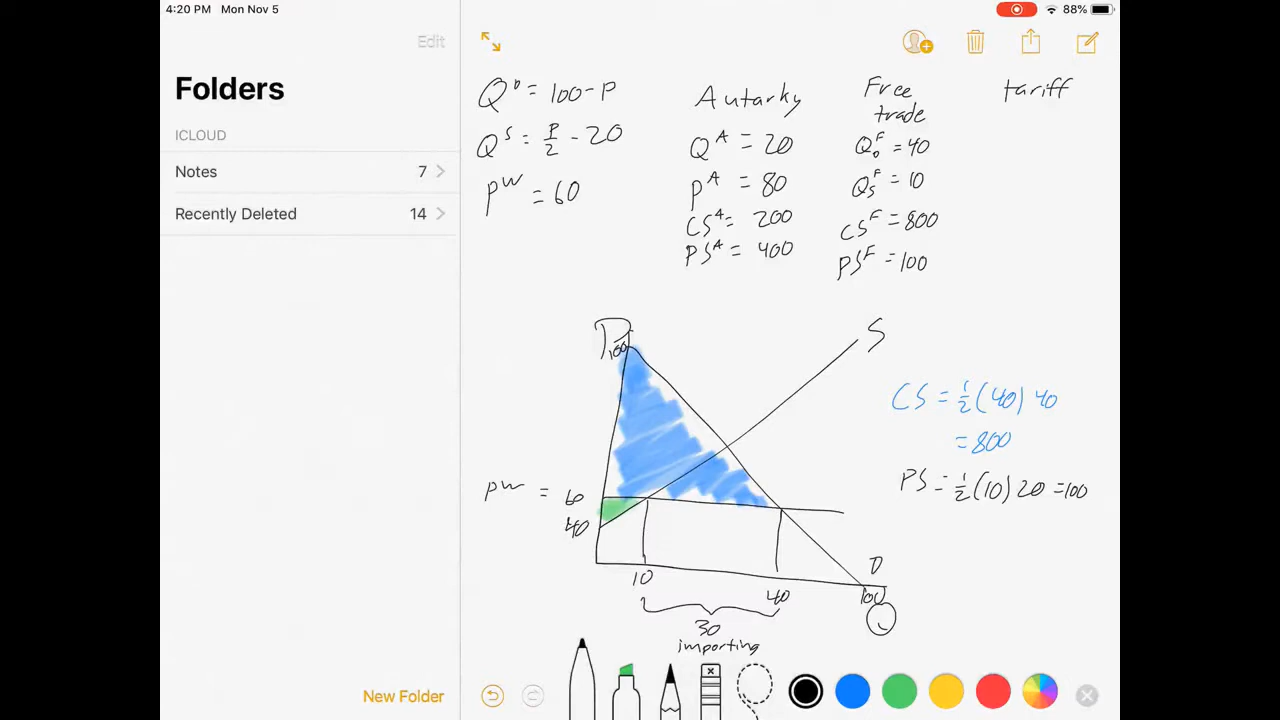 4:20 PM Mon Nov 5
88%
Edit
Folders
ICLOUD
Notes 7
Recently Deleted 14
New Folder
Q^D = 100 - P
Q^S = P/2 - 20
P^W = 60
Autarky
Q^A = 20
P^A = 80
CS^A = 200
PS^A = 400
Free
trade
Q_D^F = 40
Q_S^F = 10
CS^F = 800
PS^F = 100
tariff
P
100
S
CS = 1/2 (40) 40
= 800
PS = 1/2 (10) 20 = 100
P^W = 60
40
D
10
40
100
Q
30
importing